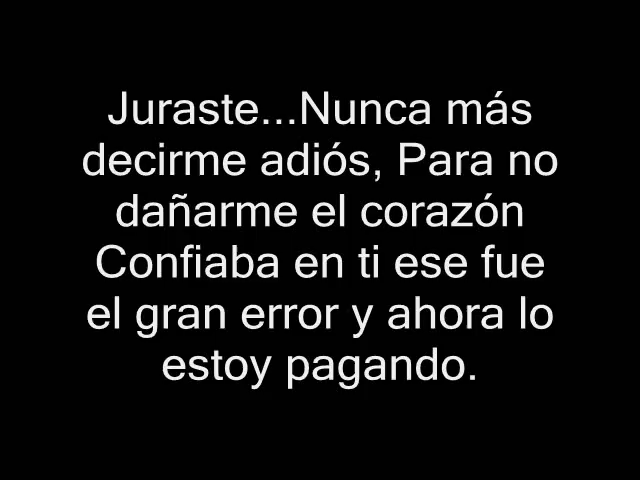 Juraste...Nunca más
decirme adiós, Para no
dañarme el corazón
Confiaba en ti ese fue
el gran error y ahora lo
estoy pagando.